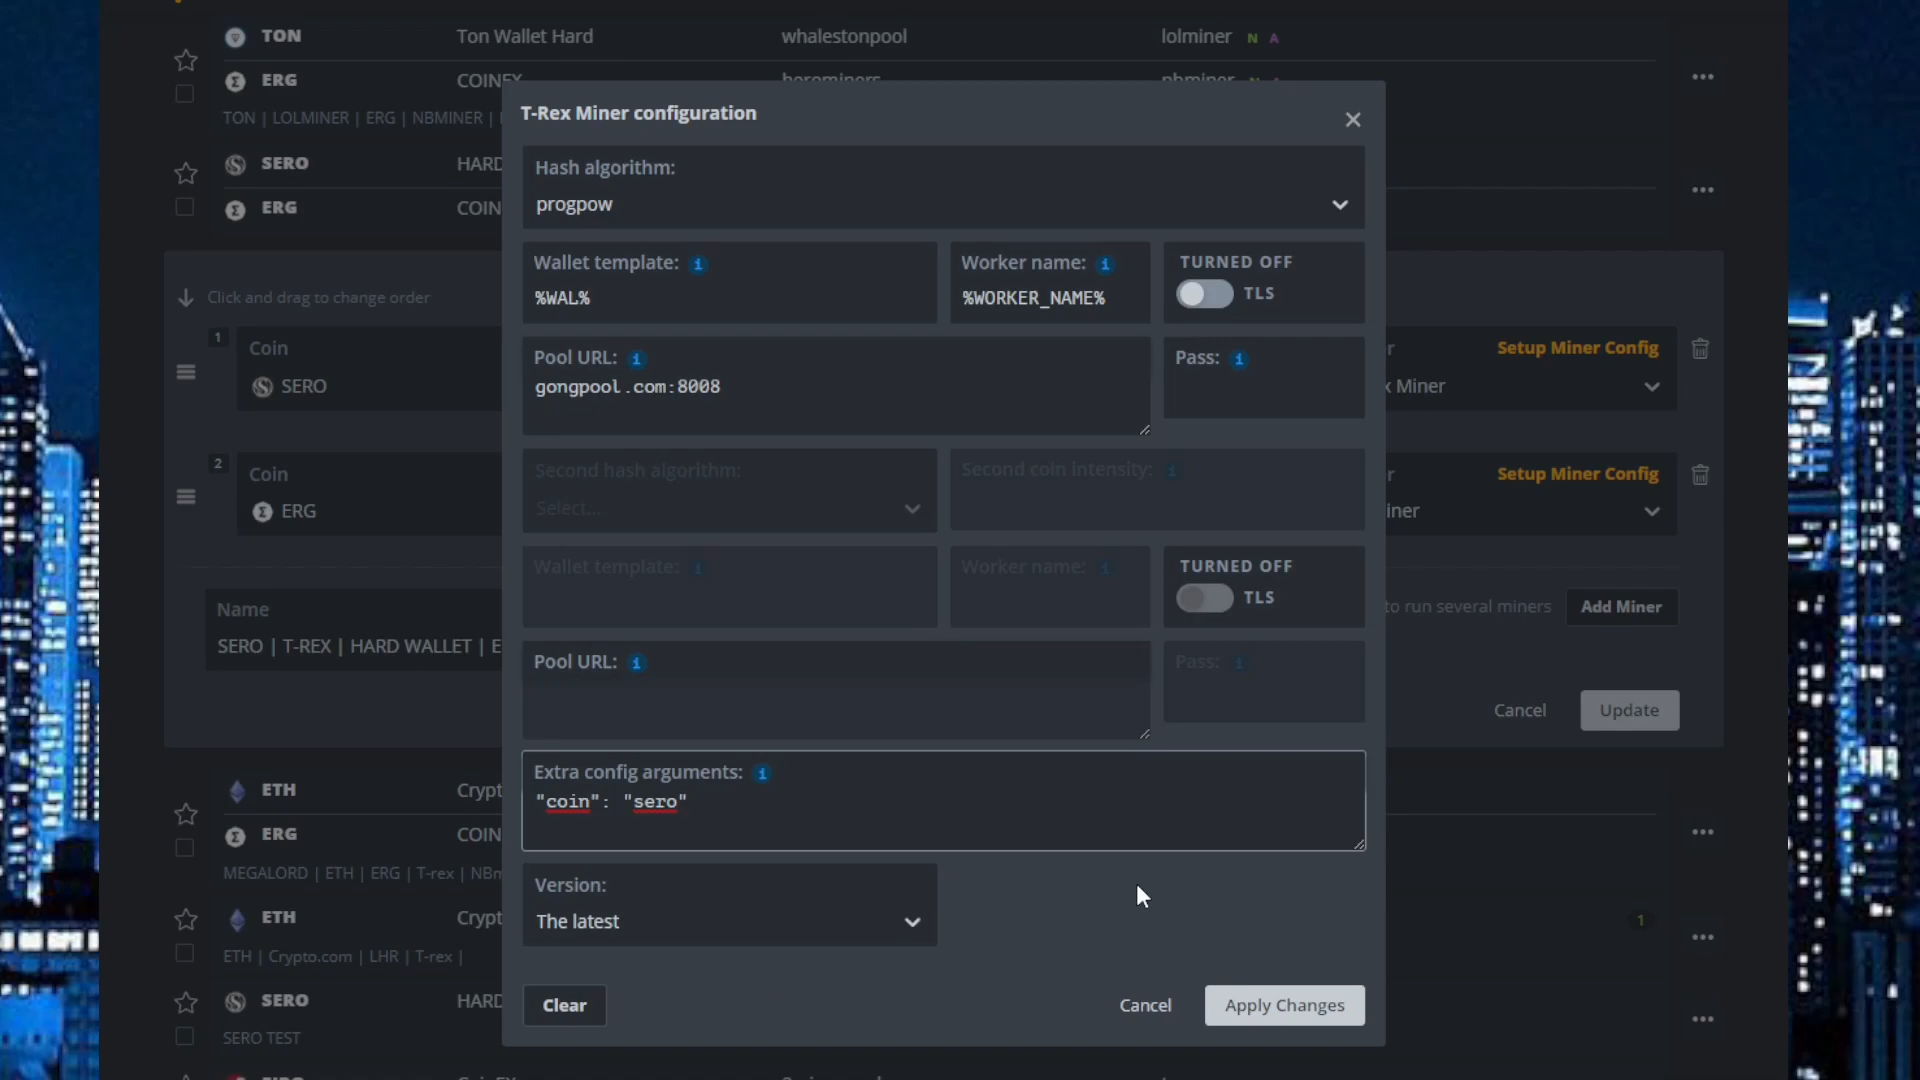 TON Ton Wallet Hard whalestonpool lolminer N A
ERG COINEX herominers nbminer
TON | LOLMINER | ERG | NBMINER |
SERO HARD
ERG COIN
T-Rex Miner configuration
Hash algorithm:
progpow
Wallet template: i
%WAL%
Worker name: i
%WORKER_NAME%
TURNED OFF
TLS
Pool URL: i
gongpool.com:8008
Pass: i
Second hash algorithm:
Select...
Second coin intensity: i
Wallet template: i
Worker name: i
TURNED OFF
TLS
Pool URL: i
Pass: i
Extra config arguments: i
"coin": "sero"
Version:
The latest
Clear
Cancel
Apply Changes
Click and drag to change order
1
Coin
SERO
r
Setup Miner Config
x Miner
2
Coin
ERG
r
Setup Miner Config
iner
Name
SERO | T-REX | HARD WALLET | E
to run several miners
Add Miner
Cancel
Update
ETH Crypt
ERG COIN
MEGALORD | ETH | ERG | T-rex | NBm
ETH Crypt
1
ETH | Crypto.com | LHR | T-rex |
SERO HARD
SERO TEST